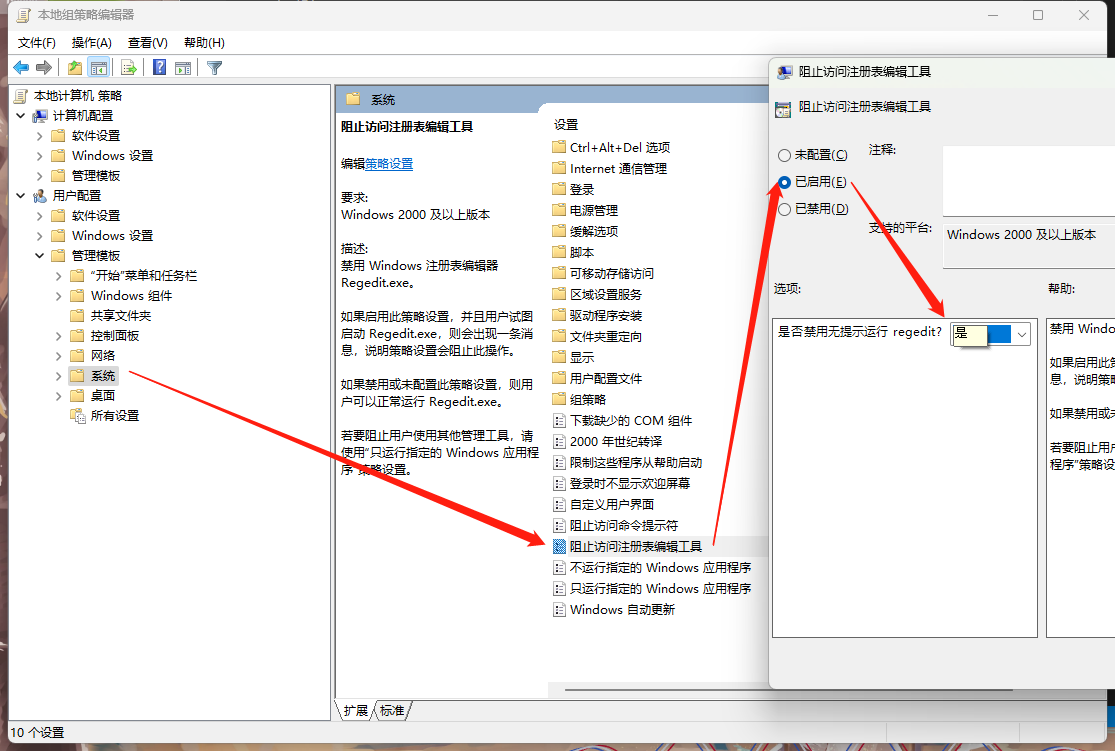 本地组策略编辑器
文件(F) 操作(A) 查看(V) 帮助(H)
本地计算机 策略
计算机配置
软件设置
Windows 设置
管理模板
用户配置
软件设置
Windows 设置
管理模板
“开始”菜单和任务栏
Windows 组件
共享文件夹
控制面板
网络
系统
桌面
所有设置
系统
阻止访问注册表编辑工具
编辑策略设置
要求:
Windows 2000 及以上版本
描述:
禁用 Windows 注册表编辑器
Regedit.exe。
如果启用此策略设置，并且用户试图
启动 Regedit.exe，则会出现一条消
息，说明策略设置会阻止此操作。
如果禁用或未配置此策略设置，则用
户可以正常运行 Regedit.exe。
若要阻止用户使用其他管理工具，请
使用“只运行指定的 Windows 应用程
序”策略设置。
设置
Ctrl+Alt+Del 选项
Internet 通信管理
登录
电源管理
缓解选项
脚本
可移动存储访问
区域设置服务
驱动程序安装
文件夹重定向
显示
用户配置文件
组策略
下载缺少的 COM 组件
2000 年世纪转译
限制这些程序从帮助启动
登录时不显示欢迎屏幕
自定义用户界面
阻止访问命令提示符
阻止访问注册表编辑工具
不运行指定的 Windows 应用程序
只运行指定的 Windows 应用程序
Windows 自动更新
扩展 标准
10 个设置
阻止访问注册表编辑工具
阻止访问注册表编辑工具
未配置(C)
已启用(E)
已禁用(D)
注释:
支持的平台:
Windows 2000 及以上版本
选项:
帮助:
是否禁用无提示运行 regedit?
是
禁用 Windo
如果启用此策
息，说明策略
如果禁用或未
若要阻止用户
程序”策略设